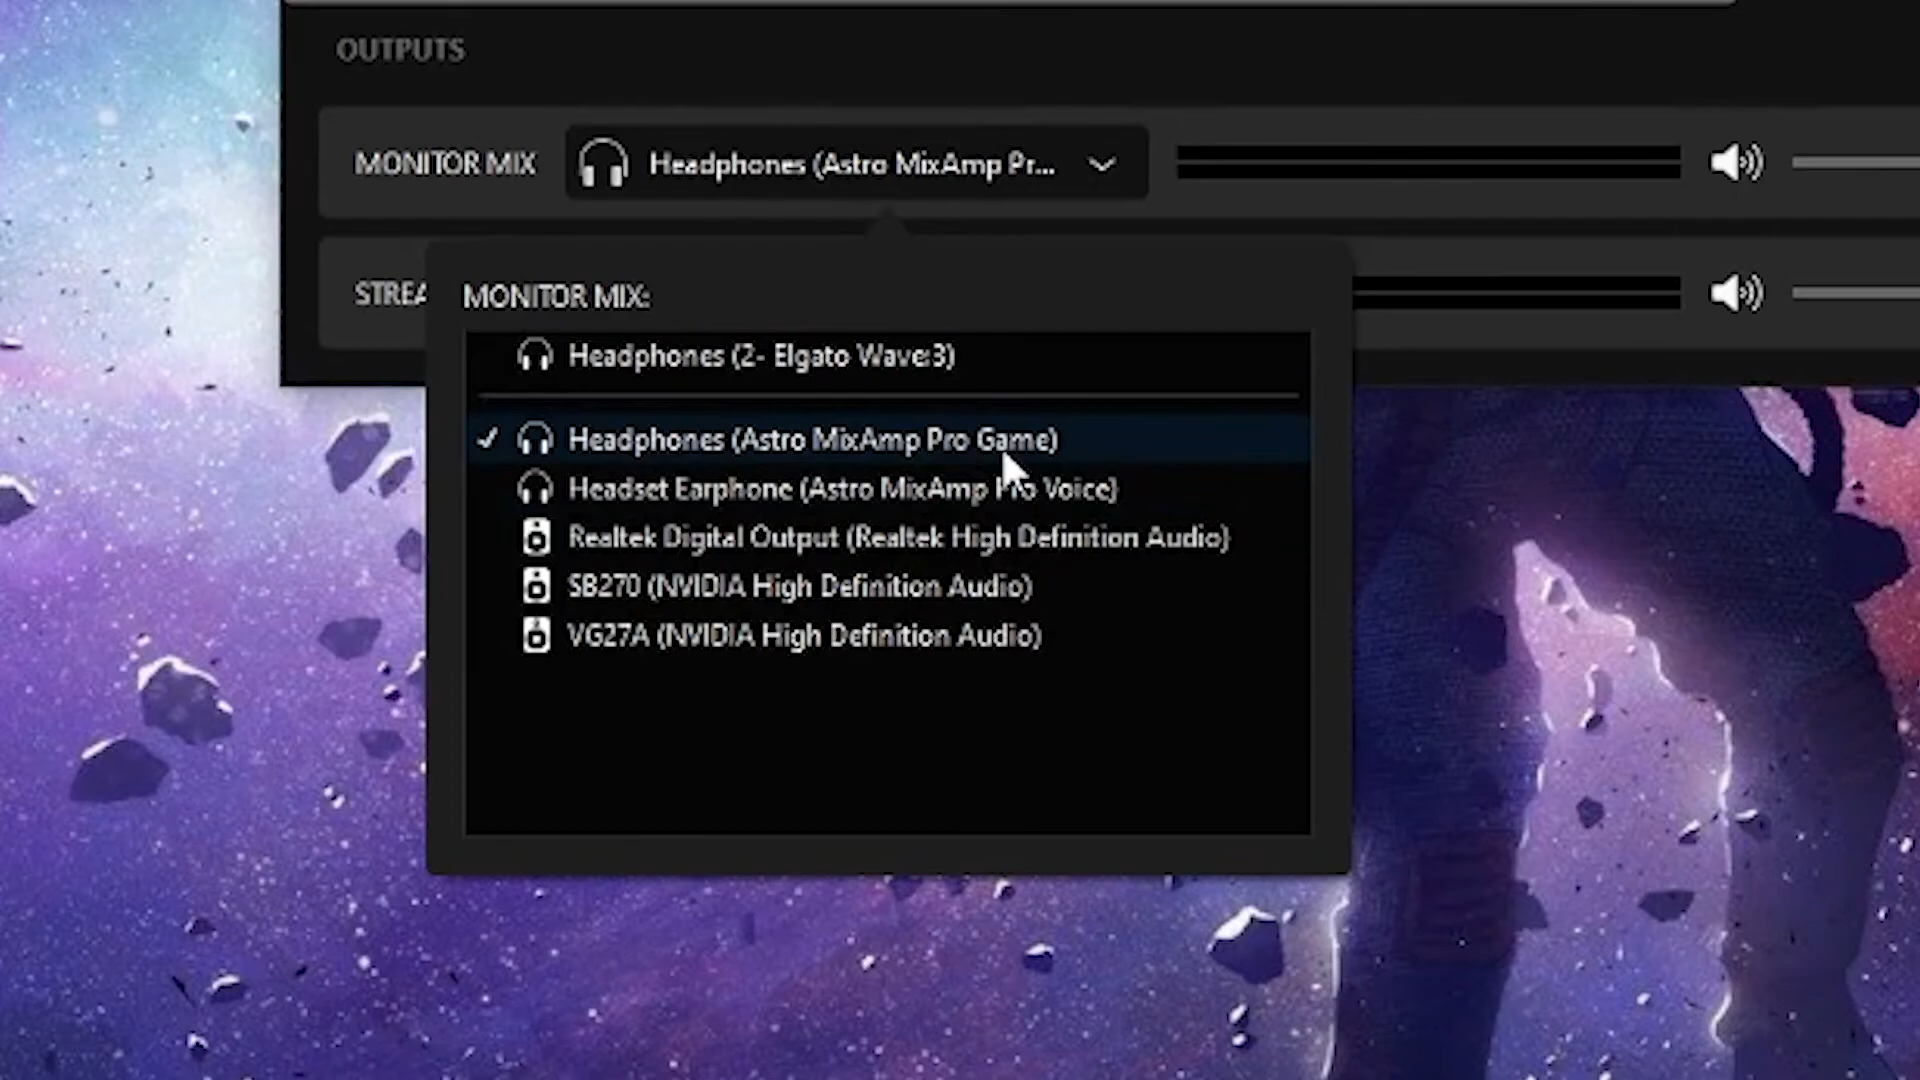 OUTPUTS
MONITOR MIX
Headphones (Astro MixAmp Pr...
STREA
MONITOR MIX:
Headphones (2- Elgato Wave:3)
Headphones (Astro MixAmp Pro Game)
Headset Earphone (Astro MixAmp Pro Voice)
Realtek Digital Output (Realtek High Definition Audio)
SB270 (NVIDIA High Definition Audio)
VG27A (NVIDIA High Definition Audio)